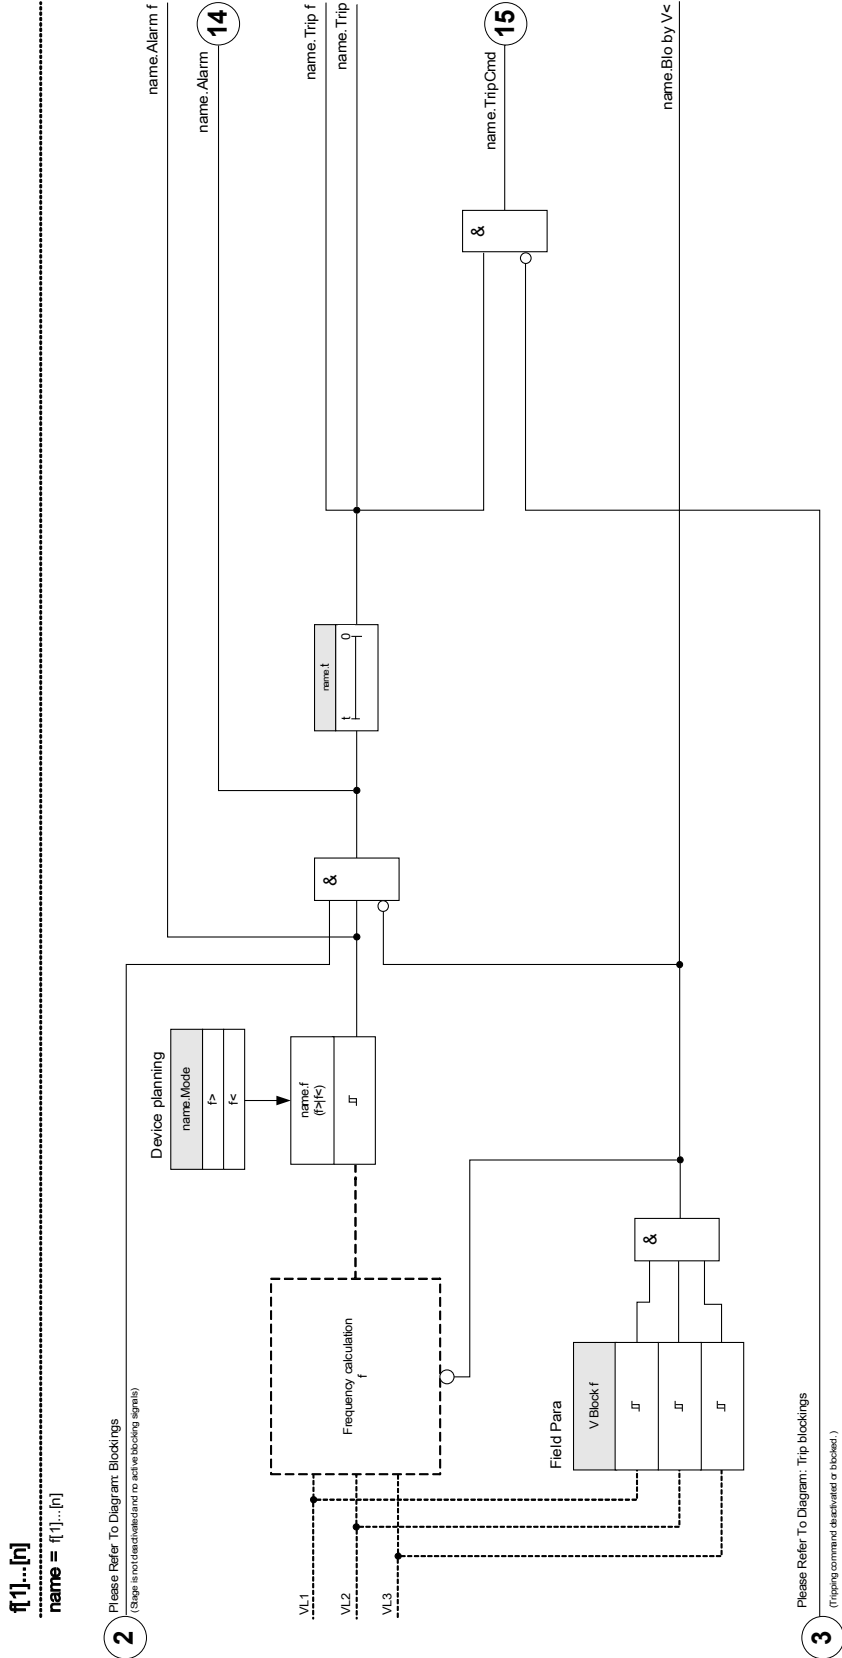 f[1]...[n]
name = f[1]...[n]
2
Please Refer To Diagram: Blockings
(Stage is not deactivated and no active blocking signals)
name.Alarm f
name.Alarm
14
Device planning
name.Mode
f>
f<
name.f
(f>|f<)
&
name.t
t
0
name.Trip f
name.Trip
VL1
VL2
VL3
Frequency calculation
f
&
name.TripCmd
15
Field Para
V Block f
&
name.Blo by V<
3
Please Refer To Diagram: Trip blockings
(Tripping command deactivated or blocked.)